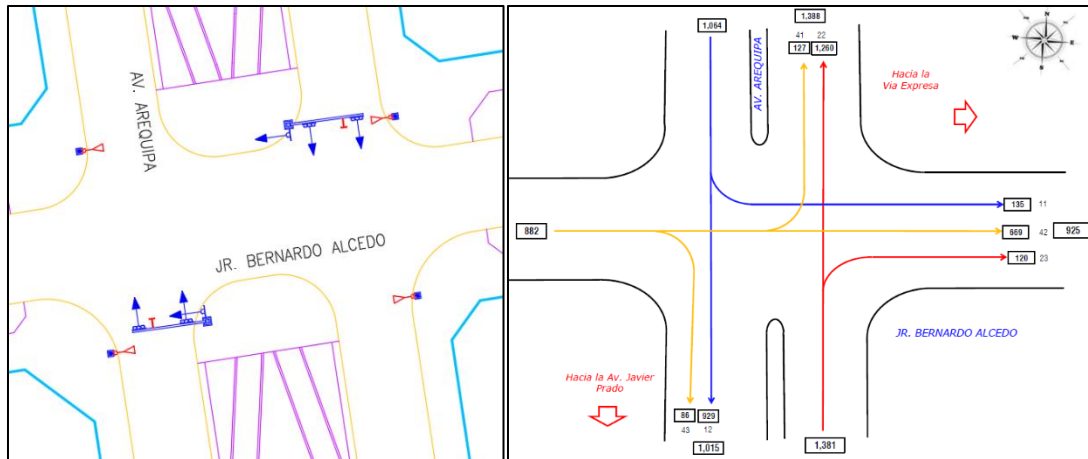 AV. AREQUIPA
JR. BERNARDO ALCEDO
1,064
1,388
41 22
127 1,260
AV. AREQUIPA
Hacía la
Via Expresa
N
W E
S
135 11
882
669 42 925
120 23
JR. BERNARDO ALCEDO
Hacia la Av. Javier
Prado
86 929
43 12
1,015
1,381